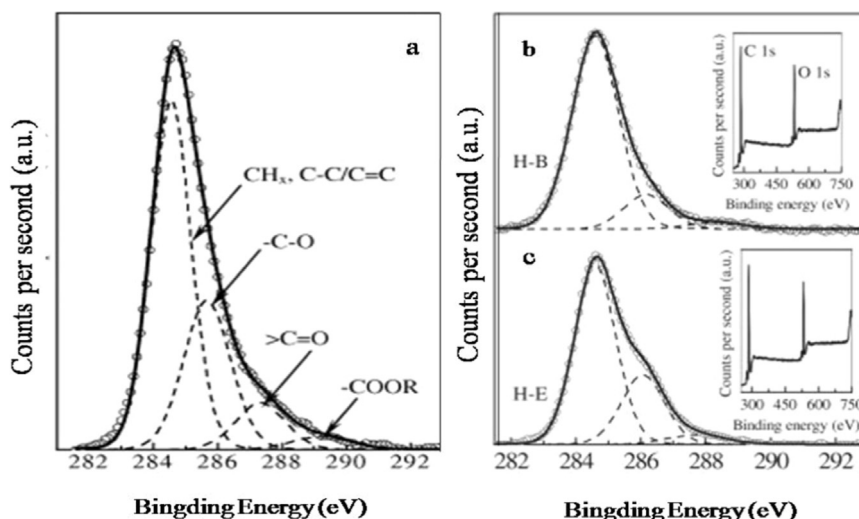 a
Counts per second (a.u.)
CHx, C-C/C=C
-C-O
>C=O
-COOR
282 284 286 288 290 292
Bingding Energy (eV)
b
Counts per second (a.u.)
H-B
C 1s
O 1s
Counts per second (a.u.)
300 450 600 750
Binding energy (eV)
c
H-E
Counts per second (a.u.)
300 450 600 750
Binding energy (eV)
282 284 286 288 290 292
Bingding Energy (eV)